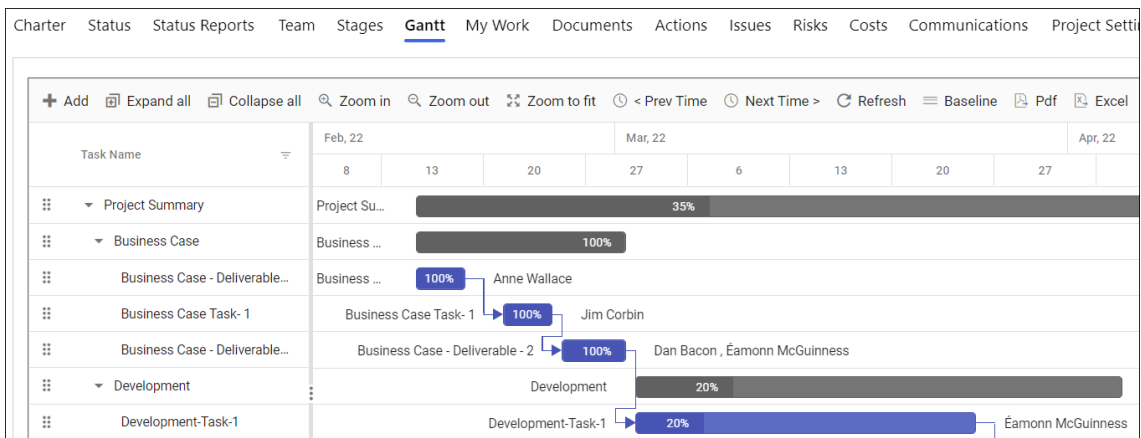 Charter Status Status Reports Team Stages Gantt My Work Documents Actions Issues Risks Costs Communications Project Setti
Add Expand all Collapse all Zoom in Zoom out Zoom to fit < Prev Time Next Time > Refresh Baseline Pdf Excel
Task Name
Feb, 22 Mar, 22 Apr, 22
8 13 20 27 6 13 20 27
Project Summary Project Su... 35%
Business Case Business ... 100%
Business Case - Deliverable... Business ... 100% Anne Wallace
Business Case Task- 1 Business Case Task- 1 100% Jim Corbin
Business Case - Deliverable... Business Case - Deliverable - 2 100% Dan Bacon , Éamonn McGuinness
Development Development 20%
Development-Task-1 Development-Task-1 20% Éamonn McGuinness